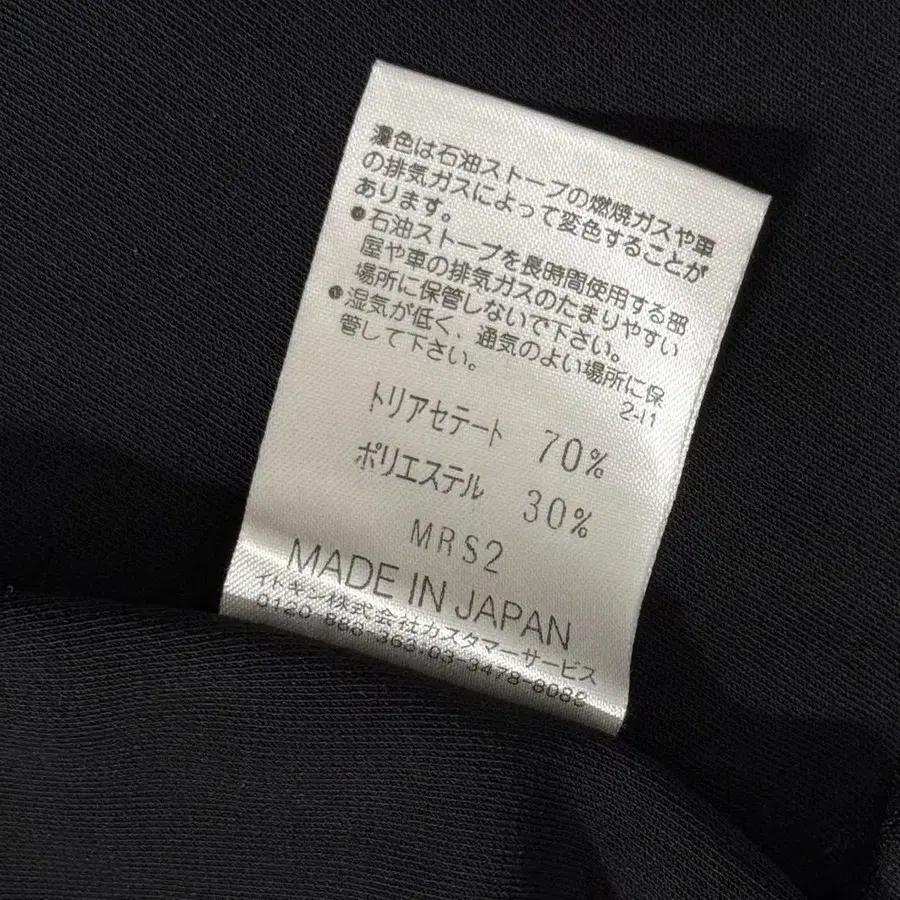 濃色は石油ストーブの燃焼ガスや車
の排気ガスによって変色することが
あります。
●石油ストーブを長時間使用する部
屋や車の排気ガスのたまりやすい
場所に保管しないで下さい。
●湿気が低く、通気のよい場所に保
管して下さい。
2-11
トリアセテート 70%
ポリエステル 30%
MRS2
MADE IN JAPAN
イトキン株式会社カスタマーサービス
0120-888-363.03-3478-8088